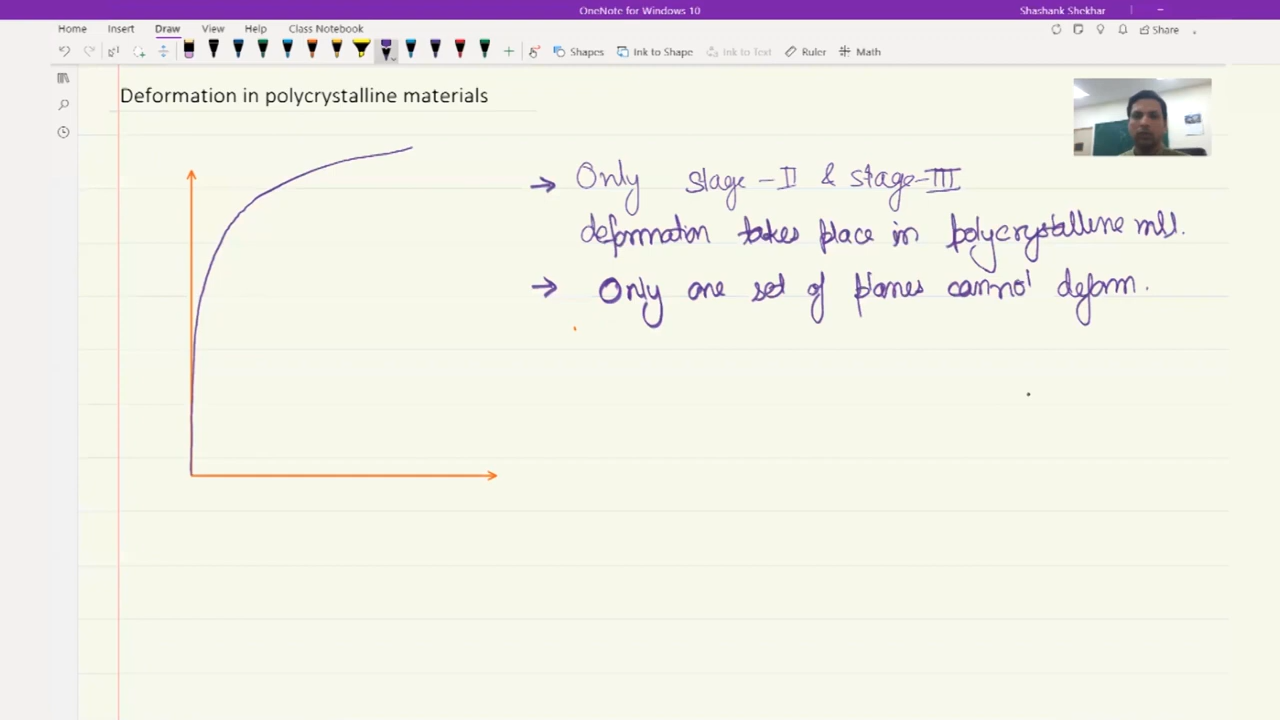 OneNote for Windows 10
Shashank Shekhar
Home Insert Draw View Help Class Notebook
Share
Shapes Ink to Shape Ink to Text Ruler Math
Deformation in polycrystalline materials
→ Only stage-II & stage-III
deformation takes place in polycrystalline mtl.
→ Only one set of planes cannot deform.